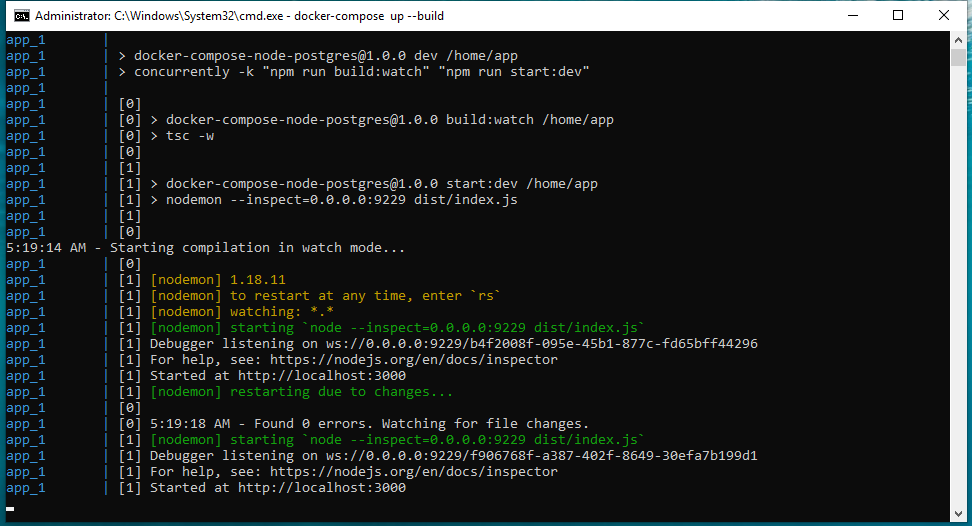 Administrator: C:\Windows\System32\cmd.exe - docker-compose up --build
app_1 |
app_1 | > docker-compose-node-postgres@1.0.0 dev /home/app
app_1 | > concurrently -k "npm run build:watch" "npm run start:dev"
app_1 |
app_1 | [0]
app_1 | [0] > docker-compose-node-postgres@1.0.0 build:watch /home/app
app_1 | [0] > tsc -w
app_1 | [0]
app_1 | [1]
app_1 | [1] > docker-compose-node-postgres@1.0.0 start:dev /home/app
app_1 | [1] > nodemon --inspect=0.0.0.0:9229 dist/index.js
app_1 | [1]
app_1 | [0]
5:19:14 AM - Starting compilation in watch mode...
app_1 | [0]
app_1 | [1] [nodemon] 1.18.11
app_1 | [1] [nodemon] to restart at any time, enter `rs`
app_1 | [1] [nodemon] watching: *.*
app_1 | [1] [nodemon] starting `node --inspect=0.0.0.0:9229 dist/index.js`
app_1 | [1] Debugger listening on ws://0.0.0.0:9229/b4f2008f-095e-45b1-877c-fd65bff44296
app_1 | [1] For help, see: https://nodejs.org/en/docs/inspector
app_1 | [1] Started at http://localhost:3000
app_1 | [1] [nodemon] restarting due to changes...
app_1 | [0]
app_1 | [0] 5:19:18 AM - Found 0 errors. Watching for file changes.
app_1 | [1] [nodemon] starting `node --inspect=0.0.0.0:9229 dist/index.js`
app_1 | [1] Debugger listening on ws://0.0.0.0:9229/f906768f-a387-402f-8649-30efa7b199d1
app_1 | [1] For help, see: https://nodejs.org/en/docs/inspector
app_1 | [1] Started at http://localhost:3000